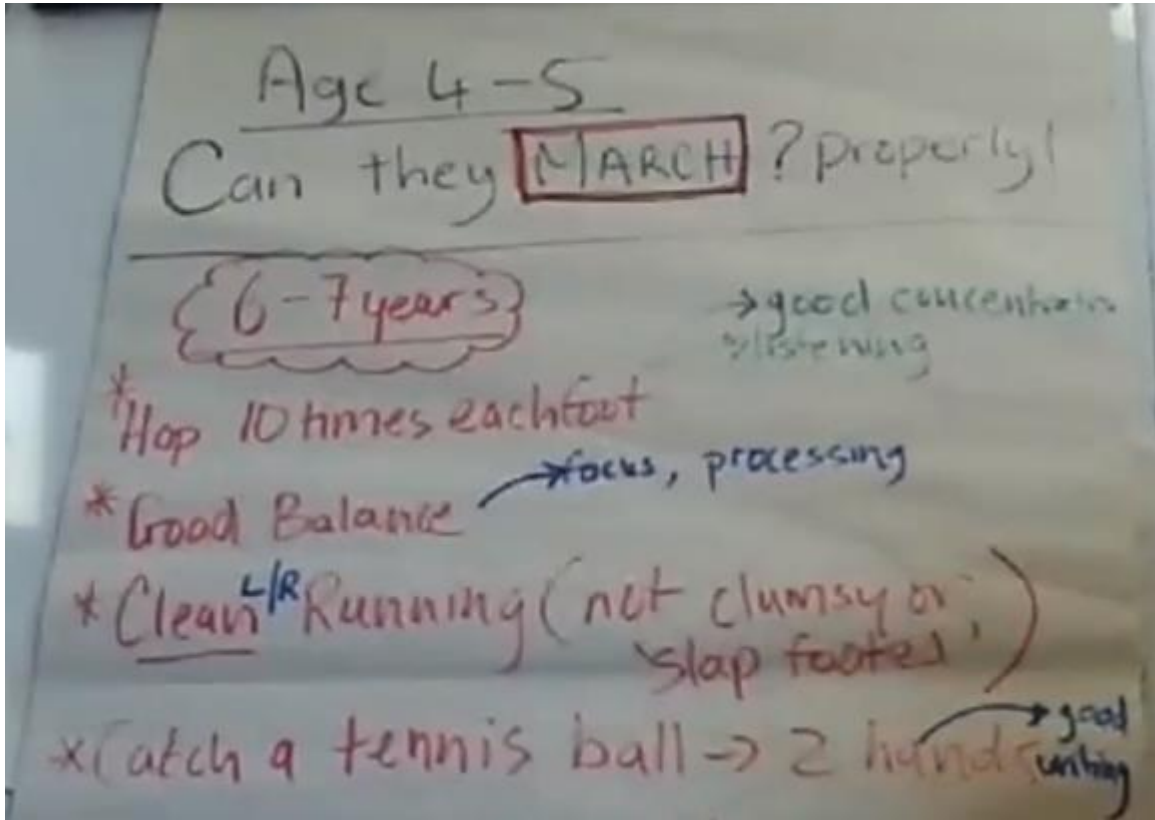 Age 4-5
Can they MARCH ? properly!
6-7 years
→good concentration
listening
*Hop 10 times each foot
*Good Balance →focus, processing
*Clean L/R Running (not clumsy or
'slap footed')
*Catch a tennis ball → 2 hands → good
writing